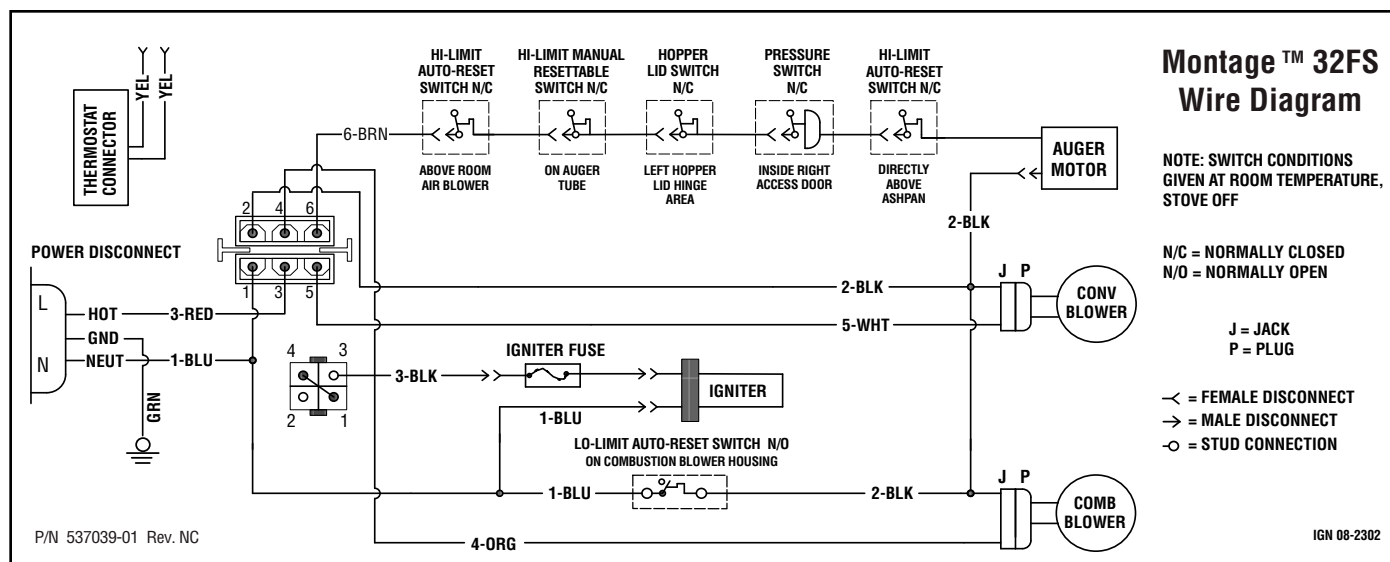 HI-LIMIT
AUTO-RESET
SWITCH N/C
HI-LIMIT MANUAL
RESETTABLE
SWITCH N/C
HOPPER
LID SWITCH
N/C
PRESSURE
SWITCH
N/C
HI-LIMIT
AUTO-RESET
SWITCH N/C
Montage ™ 32FS
Wire Diagram
YEL
YEL
THERMOSTAT
CONNECTOR
6-BRN
ABOVE ROOM
AIR BLOWER
ON AUGER
TUBE
LEFT HOPPER
LID HINGE
AREA
INSIDE RIGHT
ACCESS DOOR
DIRECTLY
ABOVE
ASHPAN
AUGER
MOTOR
NOTE: SWITCH CONDITIONS
GIVEN AT ROOM TEMPERATURE,
STOVE OFF
2 4 6
2-BLK
POWER DISCONNECT
N/C = NORMALLY CLOSED
N/O = NORMALLY OPEN
1 3 5
2-BLK
J P
CONV
BLOWER
L
HOT
3-RED
5-WHT
GND
N
NEUT
1-BLU
J = JACK
P = PLUG
4 3
IGNITER FUSE
3-BLK
IGNITER
2 1
1-BLU
GRN
= FEMALE DISCONNECT
= MALE DISCONNECT
= STUD CONNECTION
LO-LIMIT AUTO-RESET SWITCH N/O
ON COMBUSTION BLOWER HOUSING
1-BLU
2-BLK
J P
COMB
BLOWER
4-ORG
P/N 537039-01 Rev. NC
IGN 08-2302